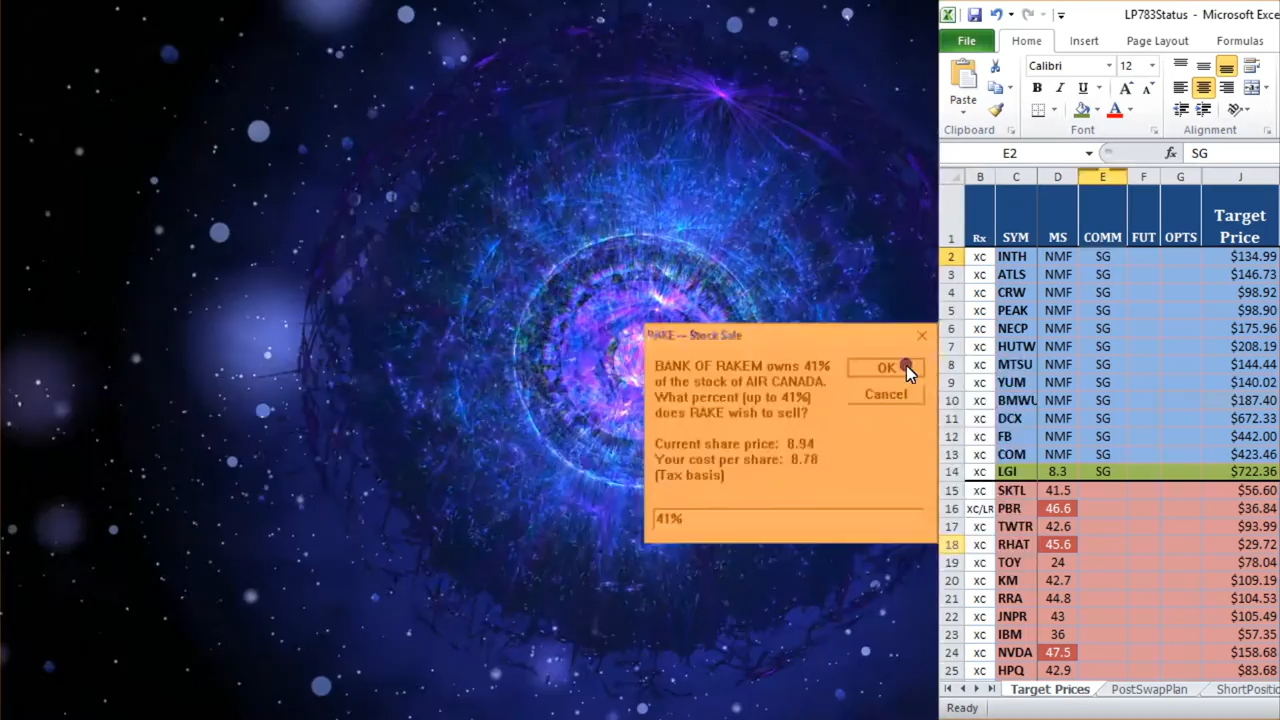 LP783Status - Microsoft Exce
File Home Insert Page Layout Formulas
Calibri 12
Paste B I U A A A
Clipboard Font Alignment
E2 fx SG
B C D E F G J
1 Rx SYM MS COMM FUT OPTS Target Price
2 XC INTH NMF SG $134.99
3 XC ATLS NMF SG $146.73
4 XC CRW NMF SG $98.92
5 XC PEAK NMF SG $98.90
6 XC NECP NMF SG $175.96
7 XC HUTW NMF SG $208.19
8 XC MTSU NMF SG $144.44
9 XC YUM NMF SG $140.02
10 XC BMWU NMF SG $187.40
11 XC DCX NMF SG $672.33
12 XC FB NMF SG $442.00
13 XC COM NMF SG $423.46
14 XC LGI 8.3 SG $722.36
15 XC SKTL 41.5 $56.60
16 XC/LR PBR 46.6 $36.84
17 XC TWTR 42.6 $93.99
18 XC RHAT 45.6 $29.72
19 XC TOY 24 $78.04
20 XC KM 42.7 $109.19
21 XC RRA 44.8 $104.53
22 XC JNPR 43 $105.49
23 XC IBM 36 $57.35
24 XC NVDA 47.5 $158.68
25 XC HPQ 42.9 $83.68
Target Prices PostSwapPlan ShortPositio
Ready
RAKE -- Stock Sale
BANK OF RAKEM owns 41%
of the stock of AIR CANADA.
What percent (up to 41%)
does RAKE wish to sell?
Current share price: 8.94
Your cost per share: 8.78
(Tax basis)
41%
OK
Cancel